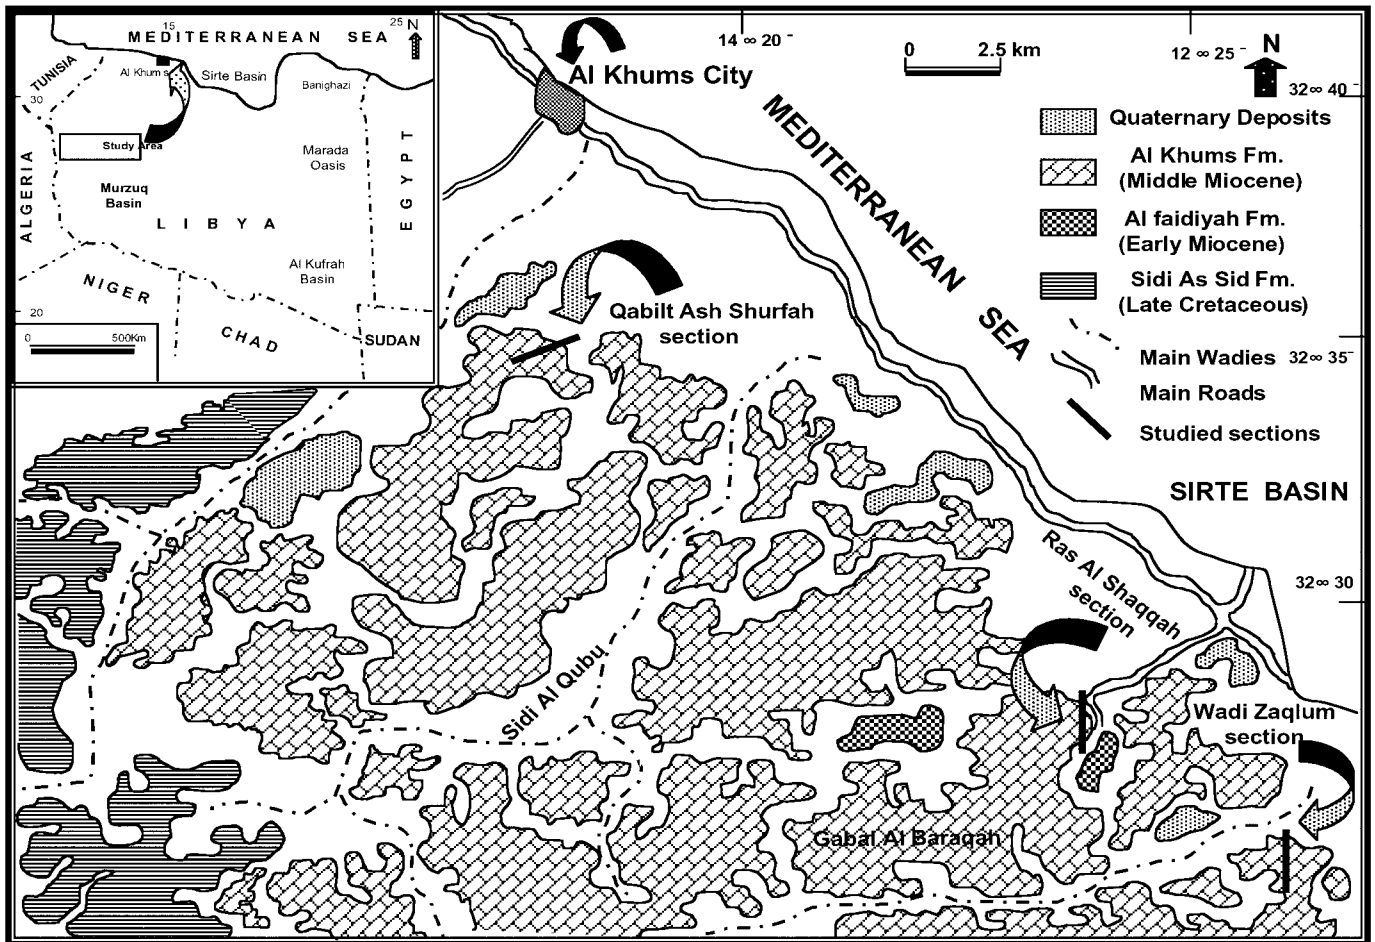 15
25
N
MEDITERRANEAN SEA
TUNISIA
Al Khums
Sirte Basin
Banighazi
30
Study Area
Marada
Oasis
ALGERIA
EGYPT
Murzuq
Basin
LIBYA
Al Kufrah
Basin
NIGER
20
CHAD
SUDAN
0 500Km
14 ∞ 20 -
12 ∞ 25 -
0 2.5 km
N
Al Khums City
32∞ 40 -
MEDITERRANEAN SEA
Quaternary Deposits
Al Khums Fm.
(Middle Miocene)
Al faidiyah Fm.
(Early Miocene)
Sidi As Sid Fm.
(Late Cretaceous)
Main Wadies
32∞ 35-
Main Roads
Studied sections
Qabilt Ash Shurfah
section
SIRTE BASIN
Ras Al Shaqqah
section
32∞ 30
Sidi Al Qubu
Wadi Zaqlum
section
Gabal Al Baraqah